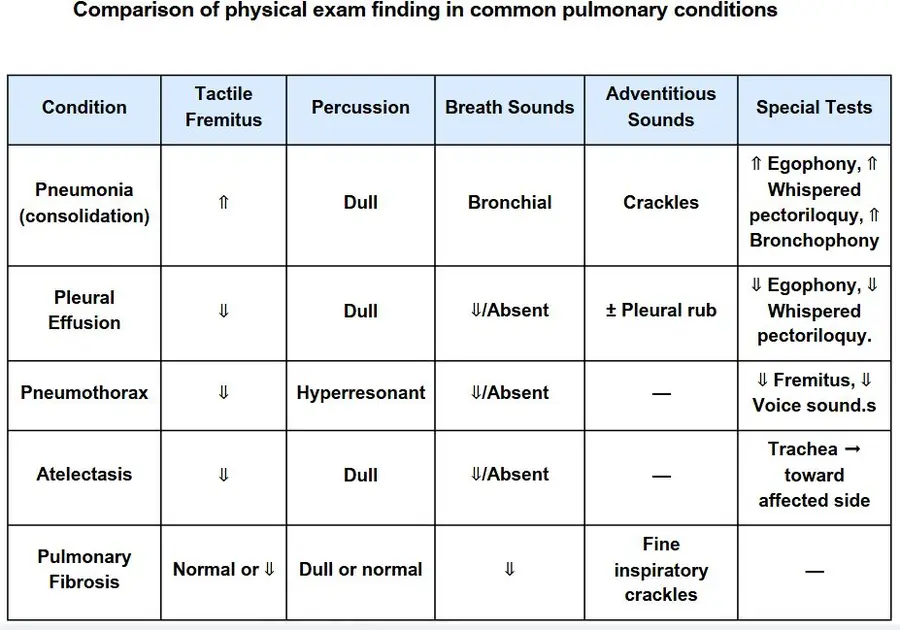 Comparison of physical exam finding in common pulmonary conditions
Condition
Tactile
Fremitus
Percussion
Breath Sounds
Adventitious
Sounds
Special Tests
Pneumonia
(consolidation)
⇑
Dull
Bronchial
Crackles
⇑ Egophony, ⇑
Whispered
pectoriloquy, ⇑
Bronchophony
Pleural
Effusion
⇓
Dull
⇓/Absent
± Pleural rub
⇓ Egophony, ⇓
Whispered
pectoriloquy.
Pneumothorax
⇓
Hyperresonant
⇓/Absent
—
⇓ Fremitus, ⇓
Voice sound.s
Atelectasis
⇓
Dull
⇓/Absent
—
Trachea →
toward
affected side
Pulmonary
Fibrosis
Normal or ⇓
Dull or normal
⇓
Fine
inspiratory
crackles
—